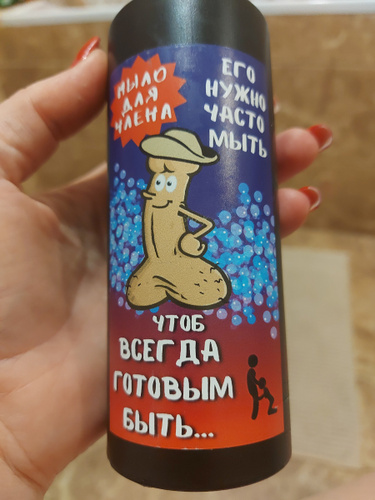 МЫЛО
ДЛЯ
ЧЛЕНА
ЕГО
НУЖНО
ЧАСТО
МЫТЬ
ЧТОБ
ВСЕГДА
ГОТОВЫМ
БЫТЬ...